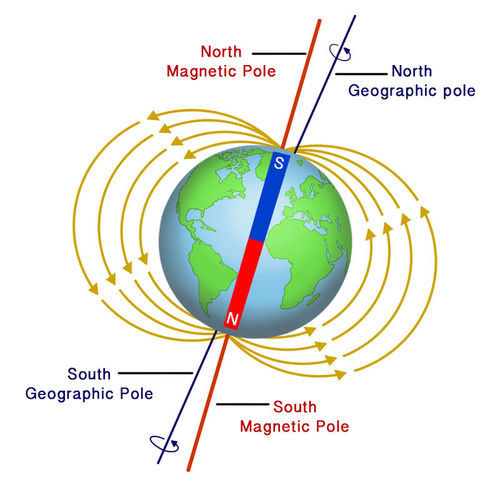 North
Magnetic Pole
North
Geographic pole
S
N
South
Geographic Pole
South
Magnetic Pole